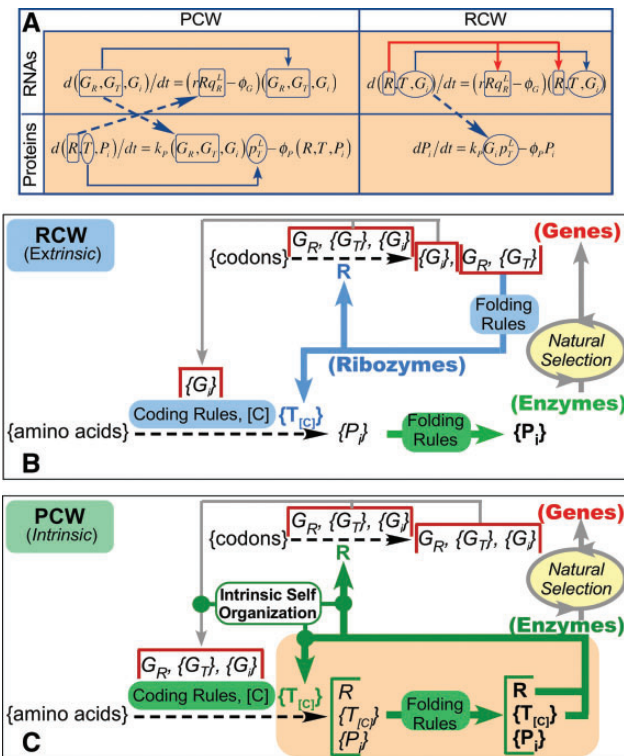 A
PCW RCW
RNAs
d(G_R,G_T,G_i)/dt=(rRq_R^L-ϕ_G)(G_R,G_T,G_i)
d(R,T,G_i)/dt=(rRq_R^L-ϕ_G)(R,T,G_i)
Proteins
d(R,T,P_i)/dt=k_P(G_R,G_T,G_i)p_T^L-ϕ_P(R,T,P_i)
dP_i/dt=k_PG_ip_T^L-ϕ_PP_i
RCW
(Extrinsic)
{codons}
G_R, {G_T}, {G_i}
{G_i}, G_R, {G_T}
R
(Genes)
Folding
Rules
Natural
Selection
(Ribozymes)
{G_i}
(Enzymes)
Coding Rules, [C]
{T_[C]}
{amino acids}
{P_i}
Folding
Rules
{P_i}
B
PCW
(Intrinsic)
{codons}
G_R, {G_T}, {G_i}
G_R, {G_T}, {G_i}
R
(Genes)
Natural
Selection
Intrinsic Self
Organization
(Enzymes)
G_R, {G_T}, {G_i}
Coding Rules, [C]
{T_[C]}
{amino acids}
R
{T_[C]}
{P_i}
Folding
Rules
R
{T_[C]}
{P_i}
C